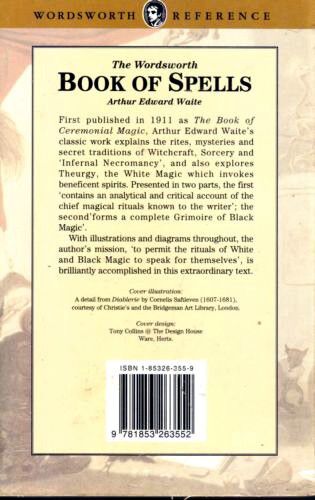 WORDSWORTH REFERENCE
The Wordsworth
BOOK OF SPELLS
Arthur Edward Waite
First published in 1911 as The Book of
Ceremonial Magic, Arthur Edward Waite's
classic work explains the rites, mysteries and
secret traditions of Witchcraft, Sorcery and
'Infernal Necromancy', and also explores
Theurgy, the White Magic which invokes
beneficent spirits. Presented in two parts, the first
'contains an analytical and critical account of the
chief magical rituals known to the writer'; the
second'forms a complete Grimoire of Black
Magic'.
With illustrations and diagrams throughout, the
author's mission, 'to permit the rituals of White
and Black Magic to speak for themselves', is
brilliantly accomplished in this extraordinary text.
Cover illustration:
A detail from Diablerie by Cornelis Saftleven (1607-1681),
courtesy of Christie's and the Bridgeman Art Library, London.
Cover design:
Tony Collins @ The Design House
Ware, Herts.
ISBN 1-85326-355-9
9 781853 263552